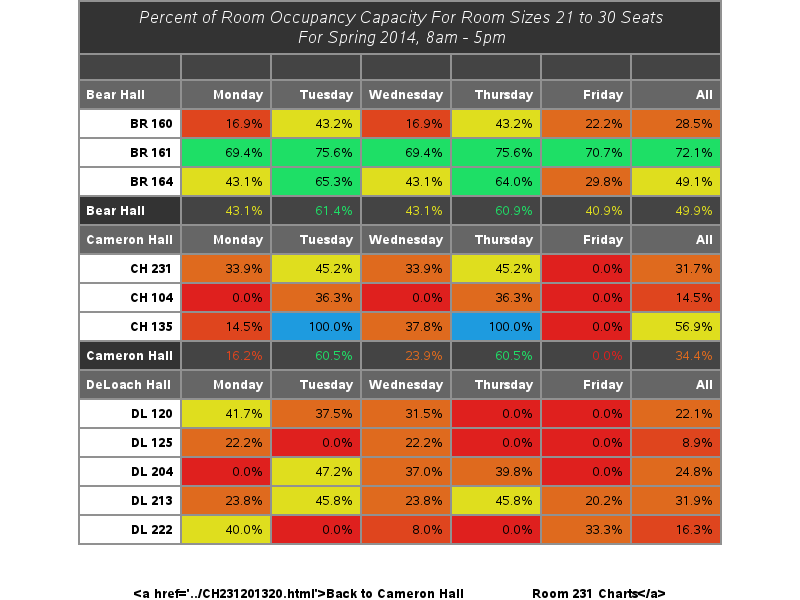 Percent of Room Occupancy Capacity For Room Sizes 21 to 30 Seats
For Spring 2014, 8am - 5pm
Bear Hall Monday Tuesday Wednesday Thursday Friday All
BR 160 16.9% 43.2% 16.9% 43.2% 22.2% 28.5%
BR 161 69.4% 75.6% 69.4% 75.6% 70.7% 72.1%
BR 164 43.1% 65.3% 43.1% 64.0% 29.8% 49.1%
Bear Hall 43.1% 61.4% 43.1% 60.9% 40.9% 49.9%
Cameron Hall Monday Tuesday Wednesday Thursday Friday All
CH 231 33.9% 45.2% 33.9% 45.2% 0.0% 31.7%
CH 104 0.0% 36.3% 0.0% 36.3% 0.0% 14.5%
CH 135 14.5% 100.0% 37.8% 100.0% 0.0% 56.9%
Cameron Hall 16.2% 60.5% 23.9% 60.5% 0.0% 34.4%
DeLoach Hall Monday Tuesday Wednesday Thursday Friday All
DL 120 41.7% 37.5% 31.5% 0.0% 0.0% 22.1%
DL 125 22.2% 0.0% 22.2% 0.0% 0.0% 8.9%
DL 204 0.0% 47.2% 37.0% 39.8% 0.0% 24.8%
DL 213 23.8% 45.8% 23.8% 45.8% 20.2% 31.9%
DL 222 40.0% 0.0% 8.0% 0.0% 33.3% 16.3%
<a href='../CH231201320.html'>Back to Cameron Hall Room 231 Charts</a>